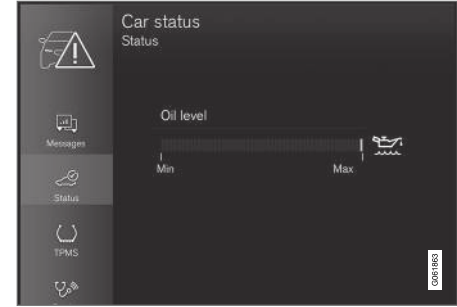 Car status
Status
Messages
Status
TPMS
Oil level
Min
Max
G061863